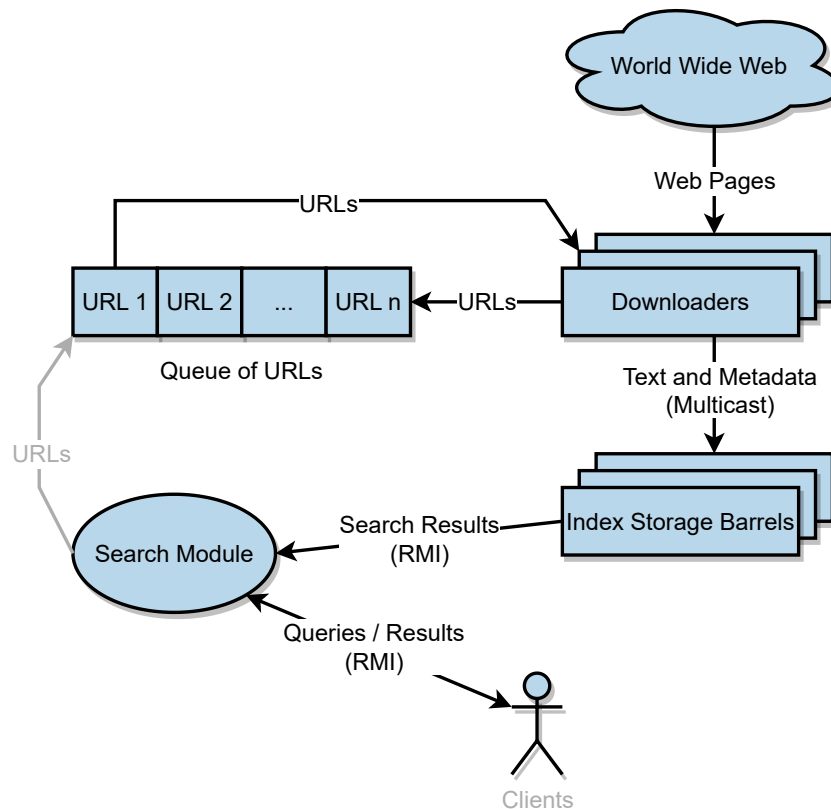 World Wide Web
Web Pages
URLs
URL 1
URL 2
...
URL n
URLs
Downloaders
Queue of URLs
Text and Metadata
(Multicast)
URLs
Search Results
(RMI)
Index Storage Barrels
Search Module
Queries / Results
(RMI)
Clients